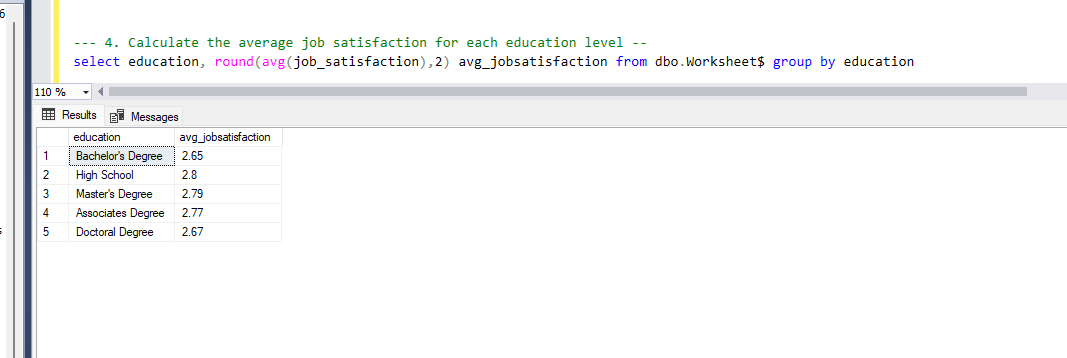 6
--- 4. Calculate the average job satisfaction for each education level --
select education, round(avg(job_satisfaction),2) avg_jobsatisfaction from dbo.Worksheet$ group by education
110 %
Results Messages
education avg_jobsatisfaction
1 Bachelor's Degree 2.65
2 High School 2.8
3 Master's Degree 2.79
4 Associates Degree 2.77
5 Doctoral Degree 2.67